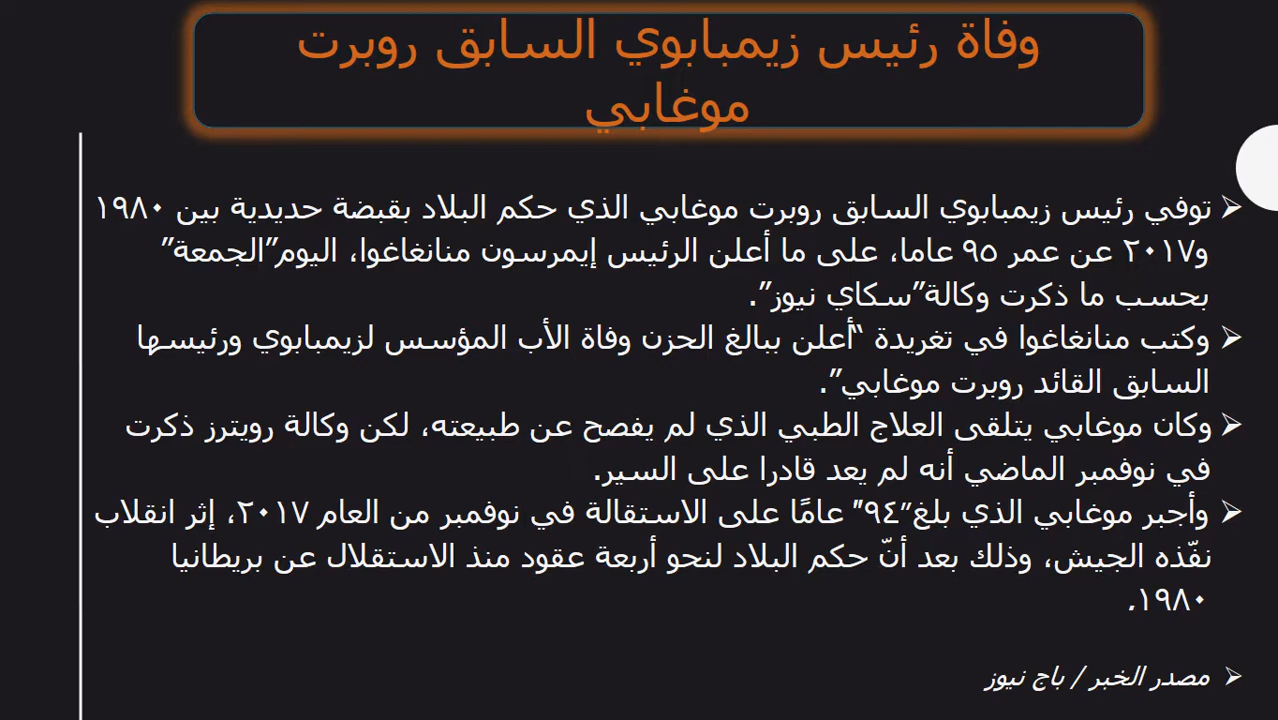 وفاة رئيس زيمبابوي السابق روبرت
موغابي
توفي رئيس زيمبابوي السابق روبرت موغابي الذي حكم البلاد بقبضة حديدية بين ١٩٨٠
و٢٠١٧ عن عمر ٩٥ عاما، على ما أعلن الرئيس إيمرسون منانغاغوا، اليوم”الجمعة”
بحسب ما ذكرت وكالة”سكاي نيوز”.
وكتب منانغاغوا في تغريدة “أعلن ببالغ الحزن وفاة الأب المؤسس لزيمبابوي ورئيسها
السابق القائد روبرت موغابي”.
وكان موغابي يتلقى العلاج الطبي الذي لم يفصح عن طبيعته، لكن وكالة رويترز ذكرت
في نوفمبر الماضي أنه لم يعد قادرا على السير.
وأجبر موغابي الذي بلغ”٩٤” عامًا على الاستقالة في نوفمبر من العام ٢٠١٧، إثر انقلاب
نفّذه الجيش، وذلك بعد أنّ حكم البلاد لنحو أربعة عقود منذ الاستقلال عن بريطانيا
١٩٨٠.
مصدر الخبر / باج نيوز